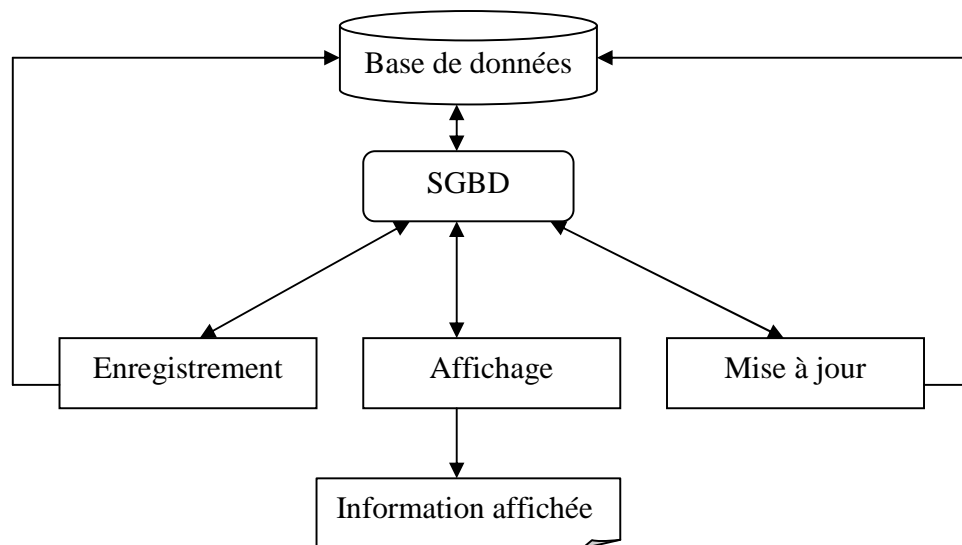 Base de données
SGBD
Enregistrement
Affichage
Mise à jour
Information affichée